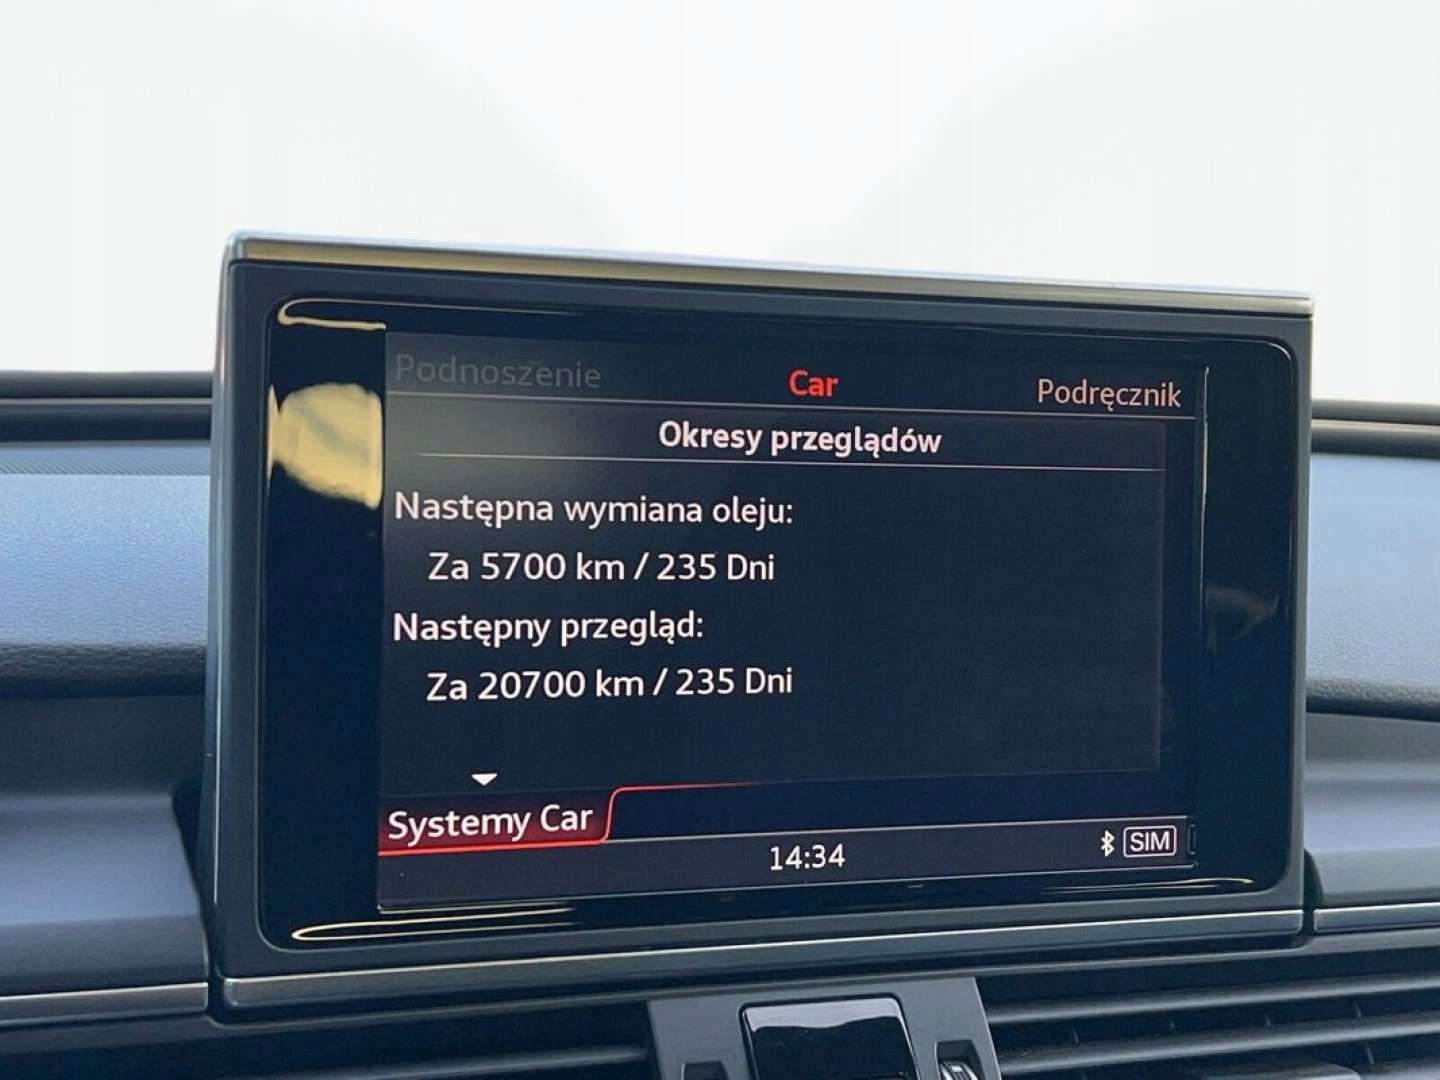 Podnoszenie Car Podręcznik
Okresy przeglądów
Następna wymiana oleju:
Za 5700 km / 235 Dni
Następny przegląd:
Za 20700 km / 235 Dni
Systemy Car
14:34 SIM